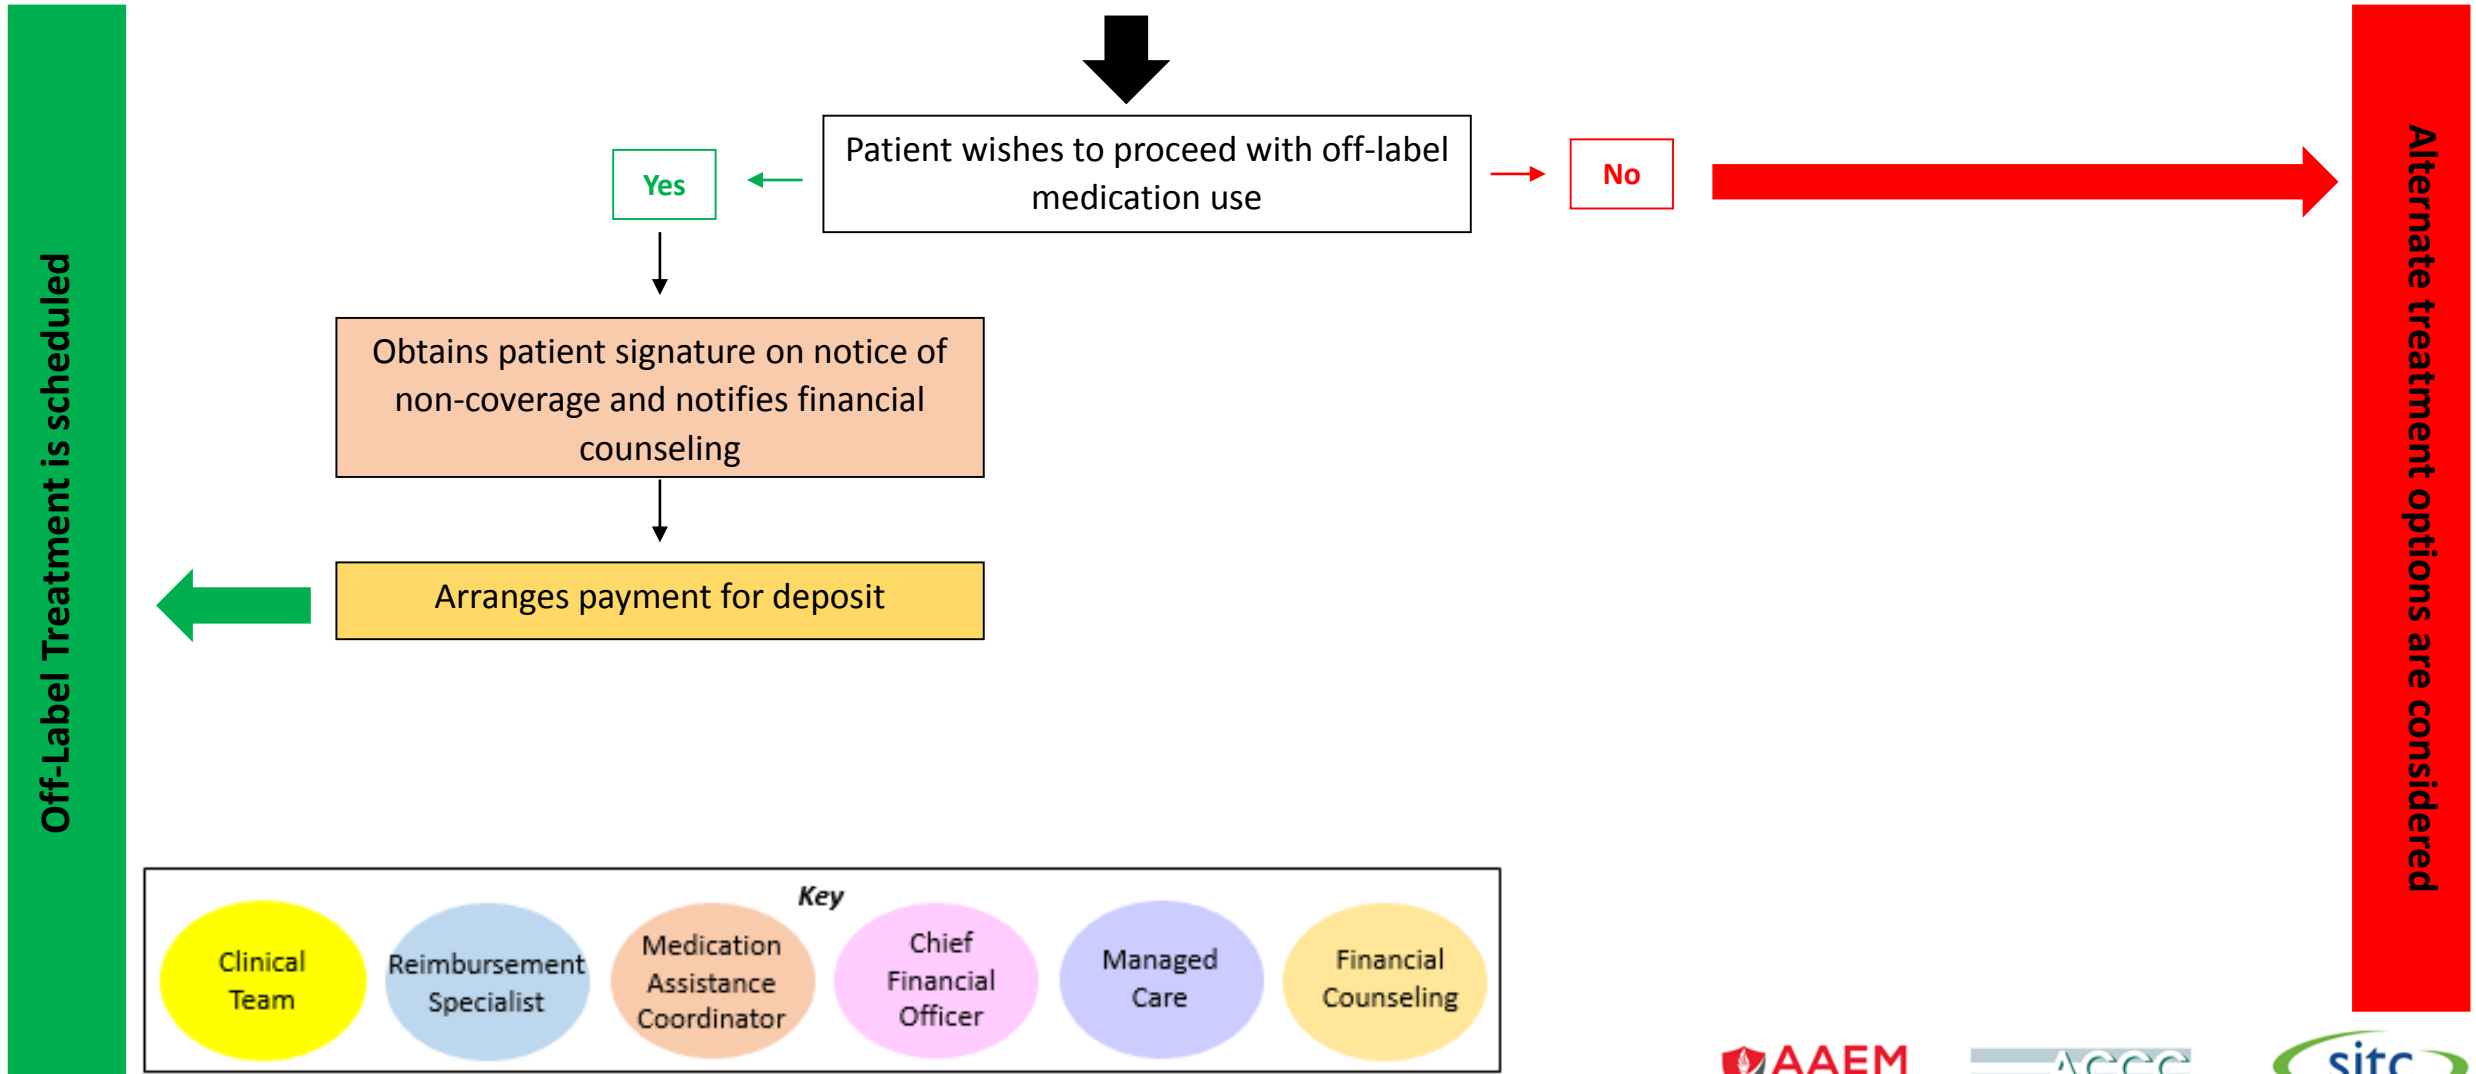 Patient wishes to proceed with off-label
medication use
Yes
No
Obtains patient signature on notice of
non-coverage and notifies financial
counseling
Arranges payment for deposit
Off-Label Treatment is scheduled
Alternate treatment options are considered
Key
Clinical
Team
Reimbursement
Specialist
Medication
Assistance
Coordinator
Chief
Financial
Officer
Managed
Care
Financial
Counseling
AAEM
ACCC
sitc